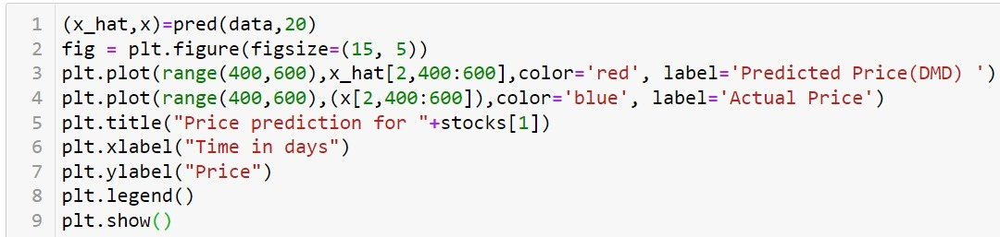 1 (x_hat,x)=pred(data,20)
2 fig = plt.figure(figsize=(15, 5))
3 plt.plot(range(400,600),x_hat[2,400:600],color='red', label='Predicted Price(DMD) ')
4 plt.plot(range(400,600),(x[2,400:600]),color='blue', label='Actual Price')
5 plt.title("Price prediction for "+stocks[1])
6 plt.xlabel("Time in days")
7 plt.ylabel("Price")
8 plt.legend()
9 plt.show()